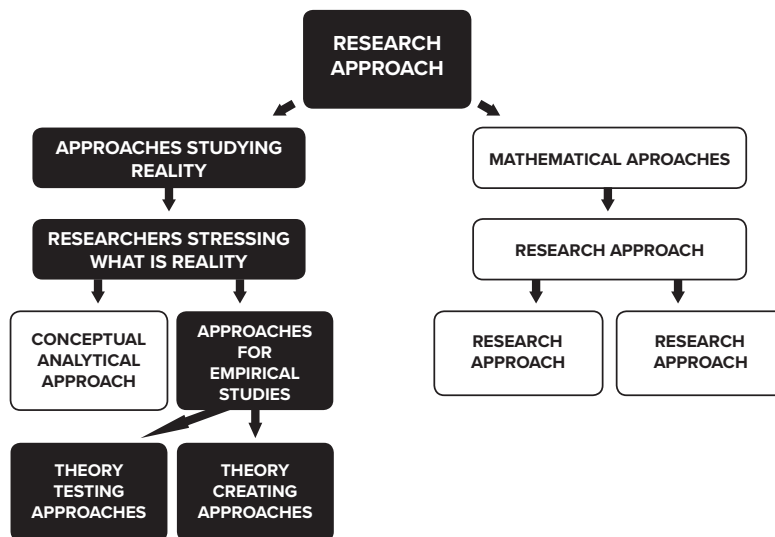 RESEARCH
APPROACH
APPROACHES STUDYING
REALITY
MATHEMATICAL APROACHES
RESEARCHERS STRESSING
WHAT IS REALITY
RESEARCH APPROACH
CONCEPTUAL
ANALYTICAL
APPROACH
APPROACHES
FOR
EMPIRICAL
STUDIES
RESEARCH
APPROACH
RESEARCH
APPROACH
THEORY
TESTING
APPROACHES
THEORY
CREATING
APPROACHES